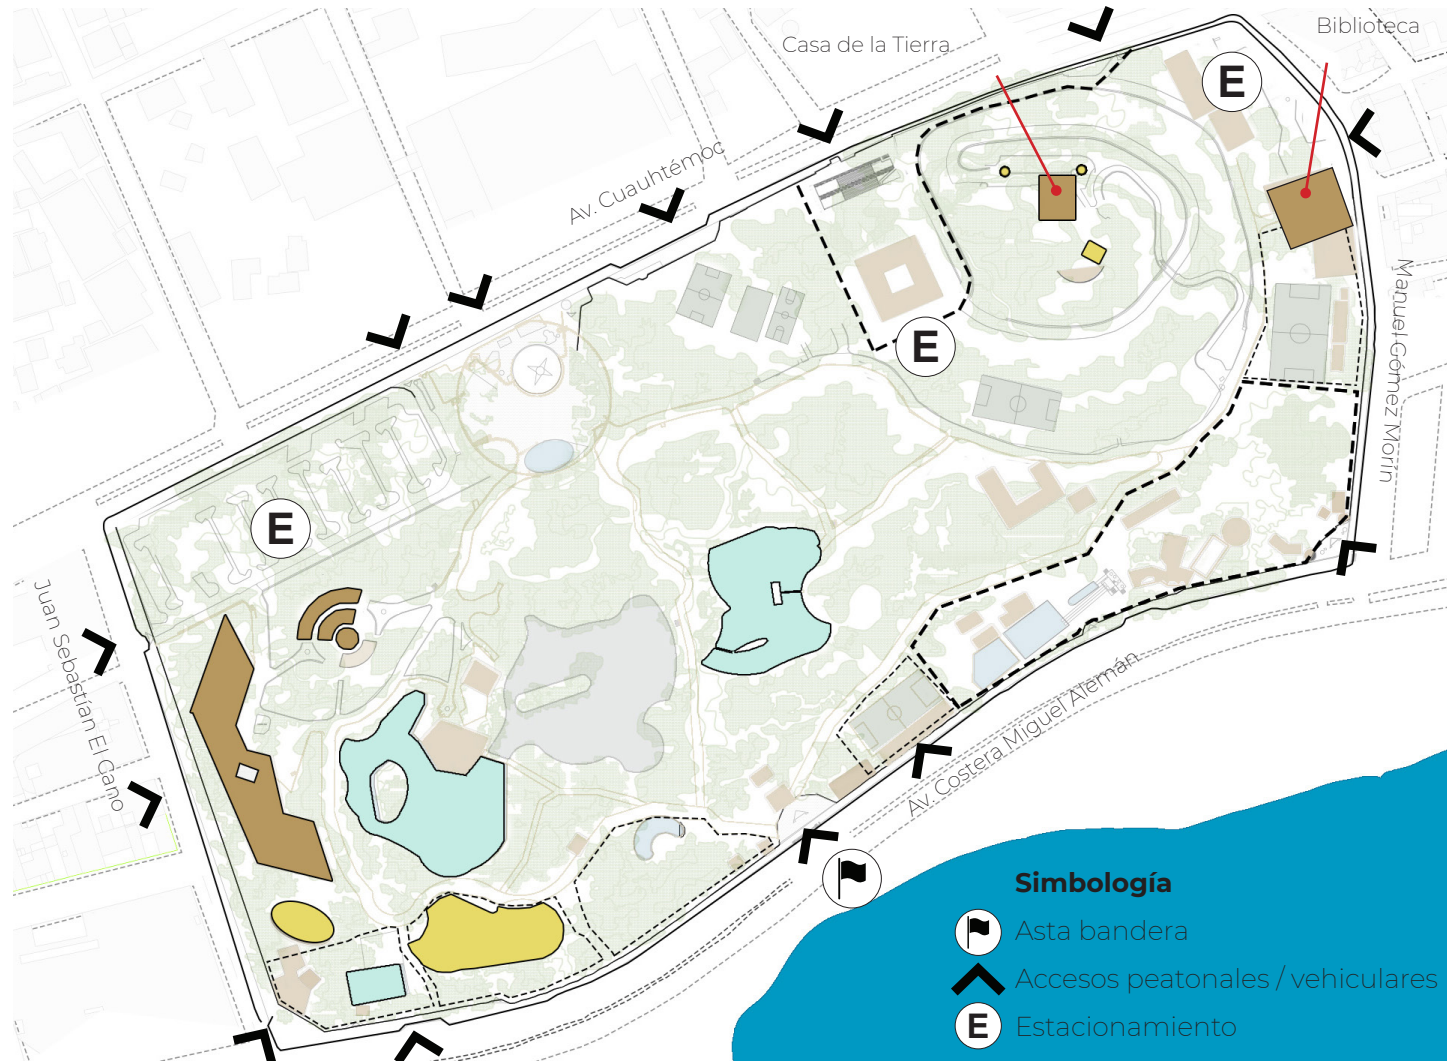 Casa de la Tierra
Biblioteca
E
Av. Cuauhtémoc
E
Manuel Gómez Morín
E
Juan Sebastían El Cano
Av. Costera Miguel Alemán
Simbología
Asta bandera
Accesos peatonales / vehiculares
E Estacionamiento